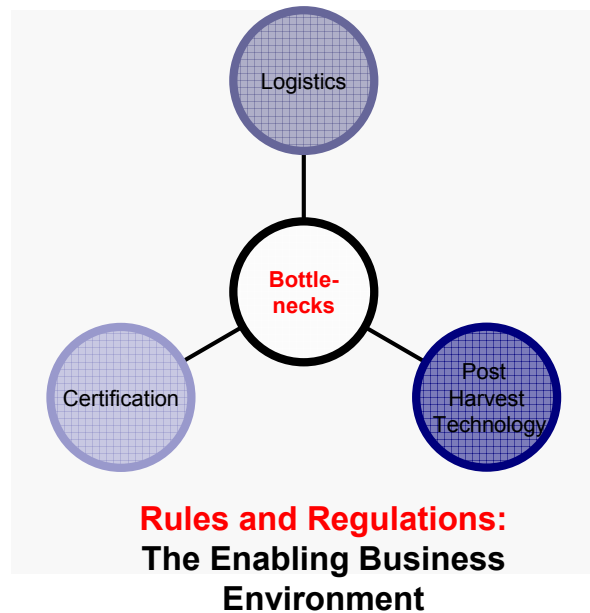 Logistics
Bottle-
necks
Certification
Post
Harvest
Technology
Rules and Regulations:
The Enabling Business
Environment